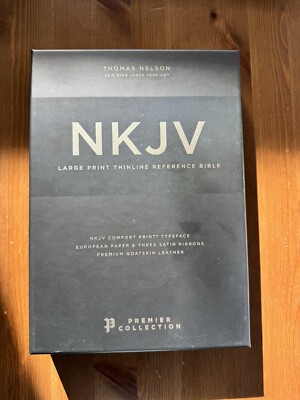 THOMAS NELSON
NEW KING JAMES VERSION®
NKJV
LARGE PRINT THINLINE REFERENCE BIBLE
NKJV COMFORT PRINT® TYPEFACE
EUROPEAN PAPER & THREE SATIN RIBBONS
PREMIUM GOATSKIN LEATHER
PREMIER
COLLECTION